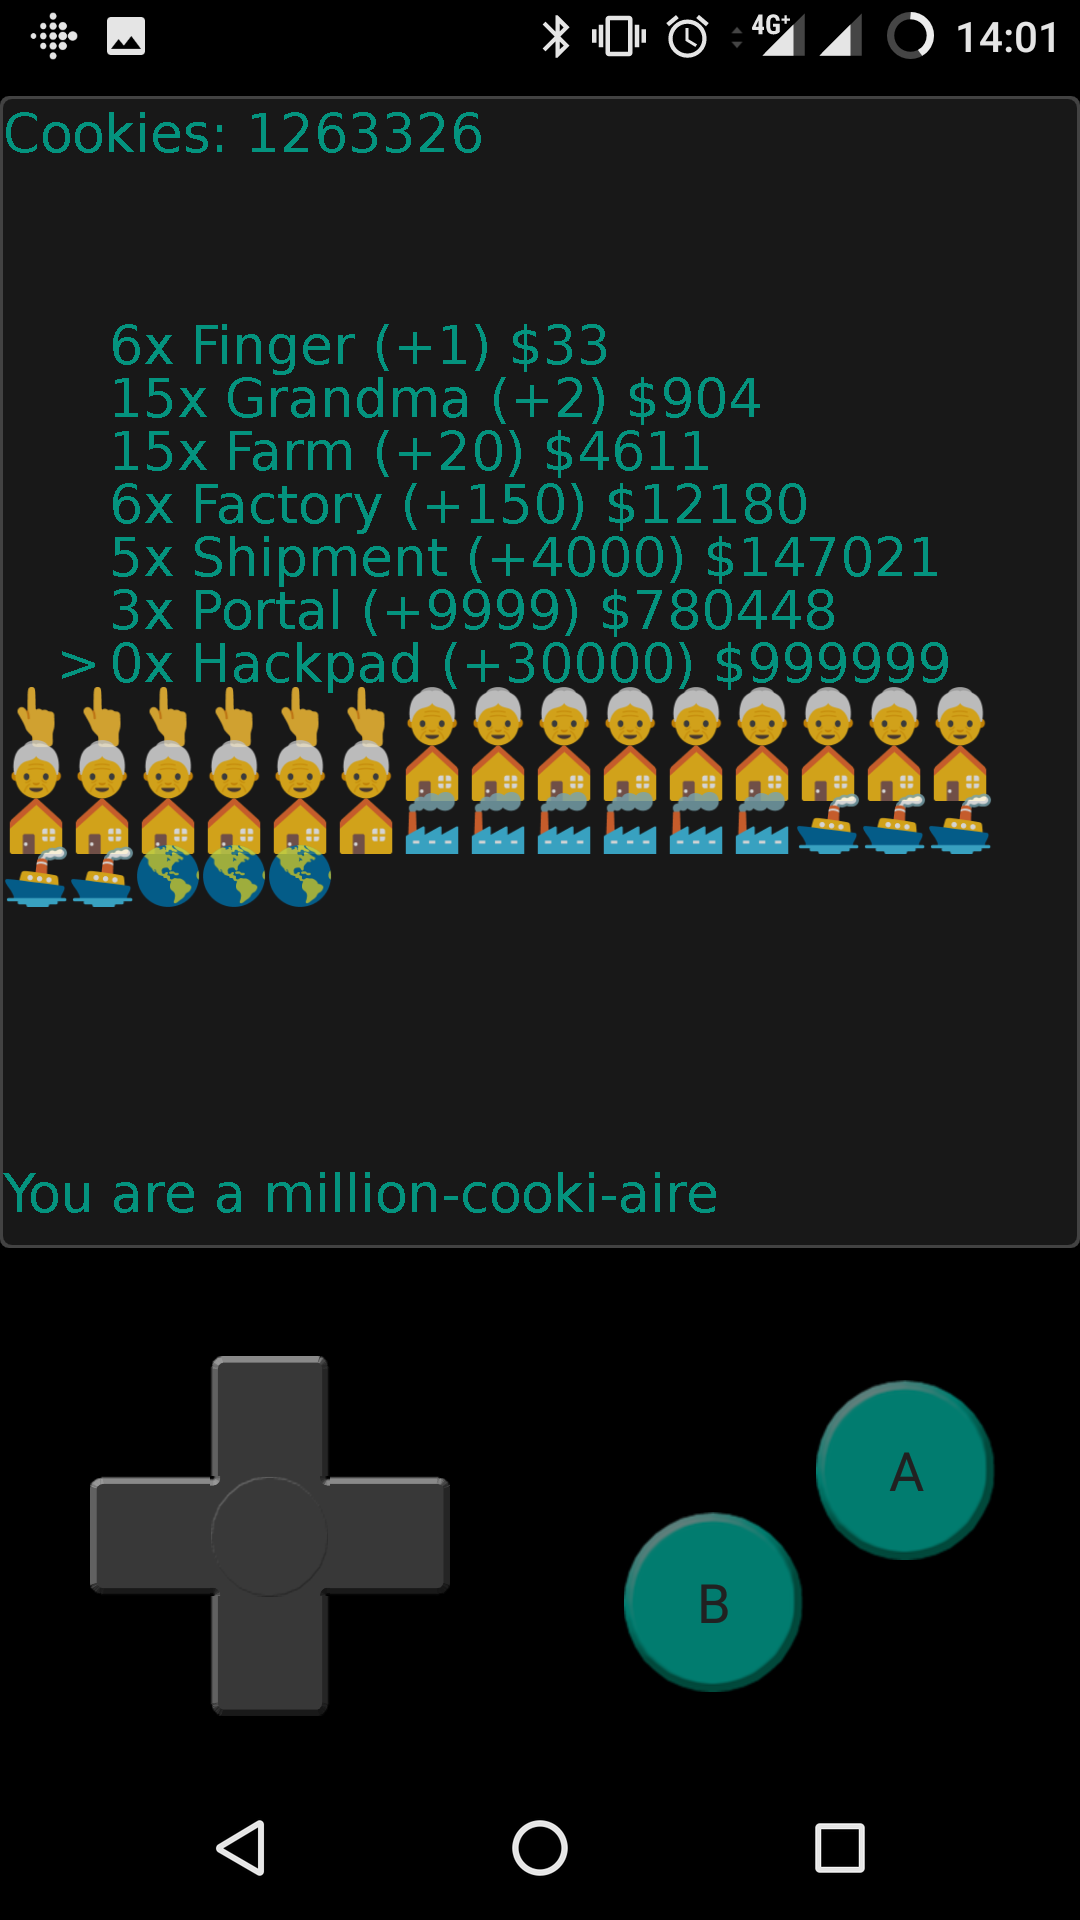 4G+ 14:01
Cookies: 1263326
6x Finger (+1) $33
15x Grandma (+2) $904
15x Farm (+20) $4611
6x Factory (+150) $12180
5x Shipment (+4000) $147021
3x Portal (+9999) $780448
> 0x Hackpad (+30000) $999999
You are a million-cooki-aire
A
B